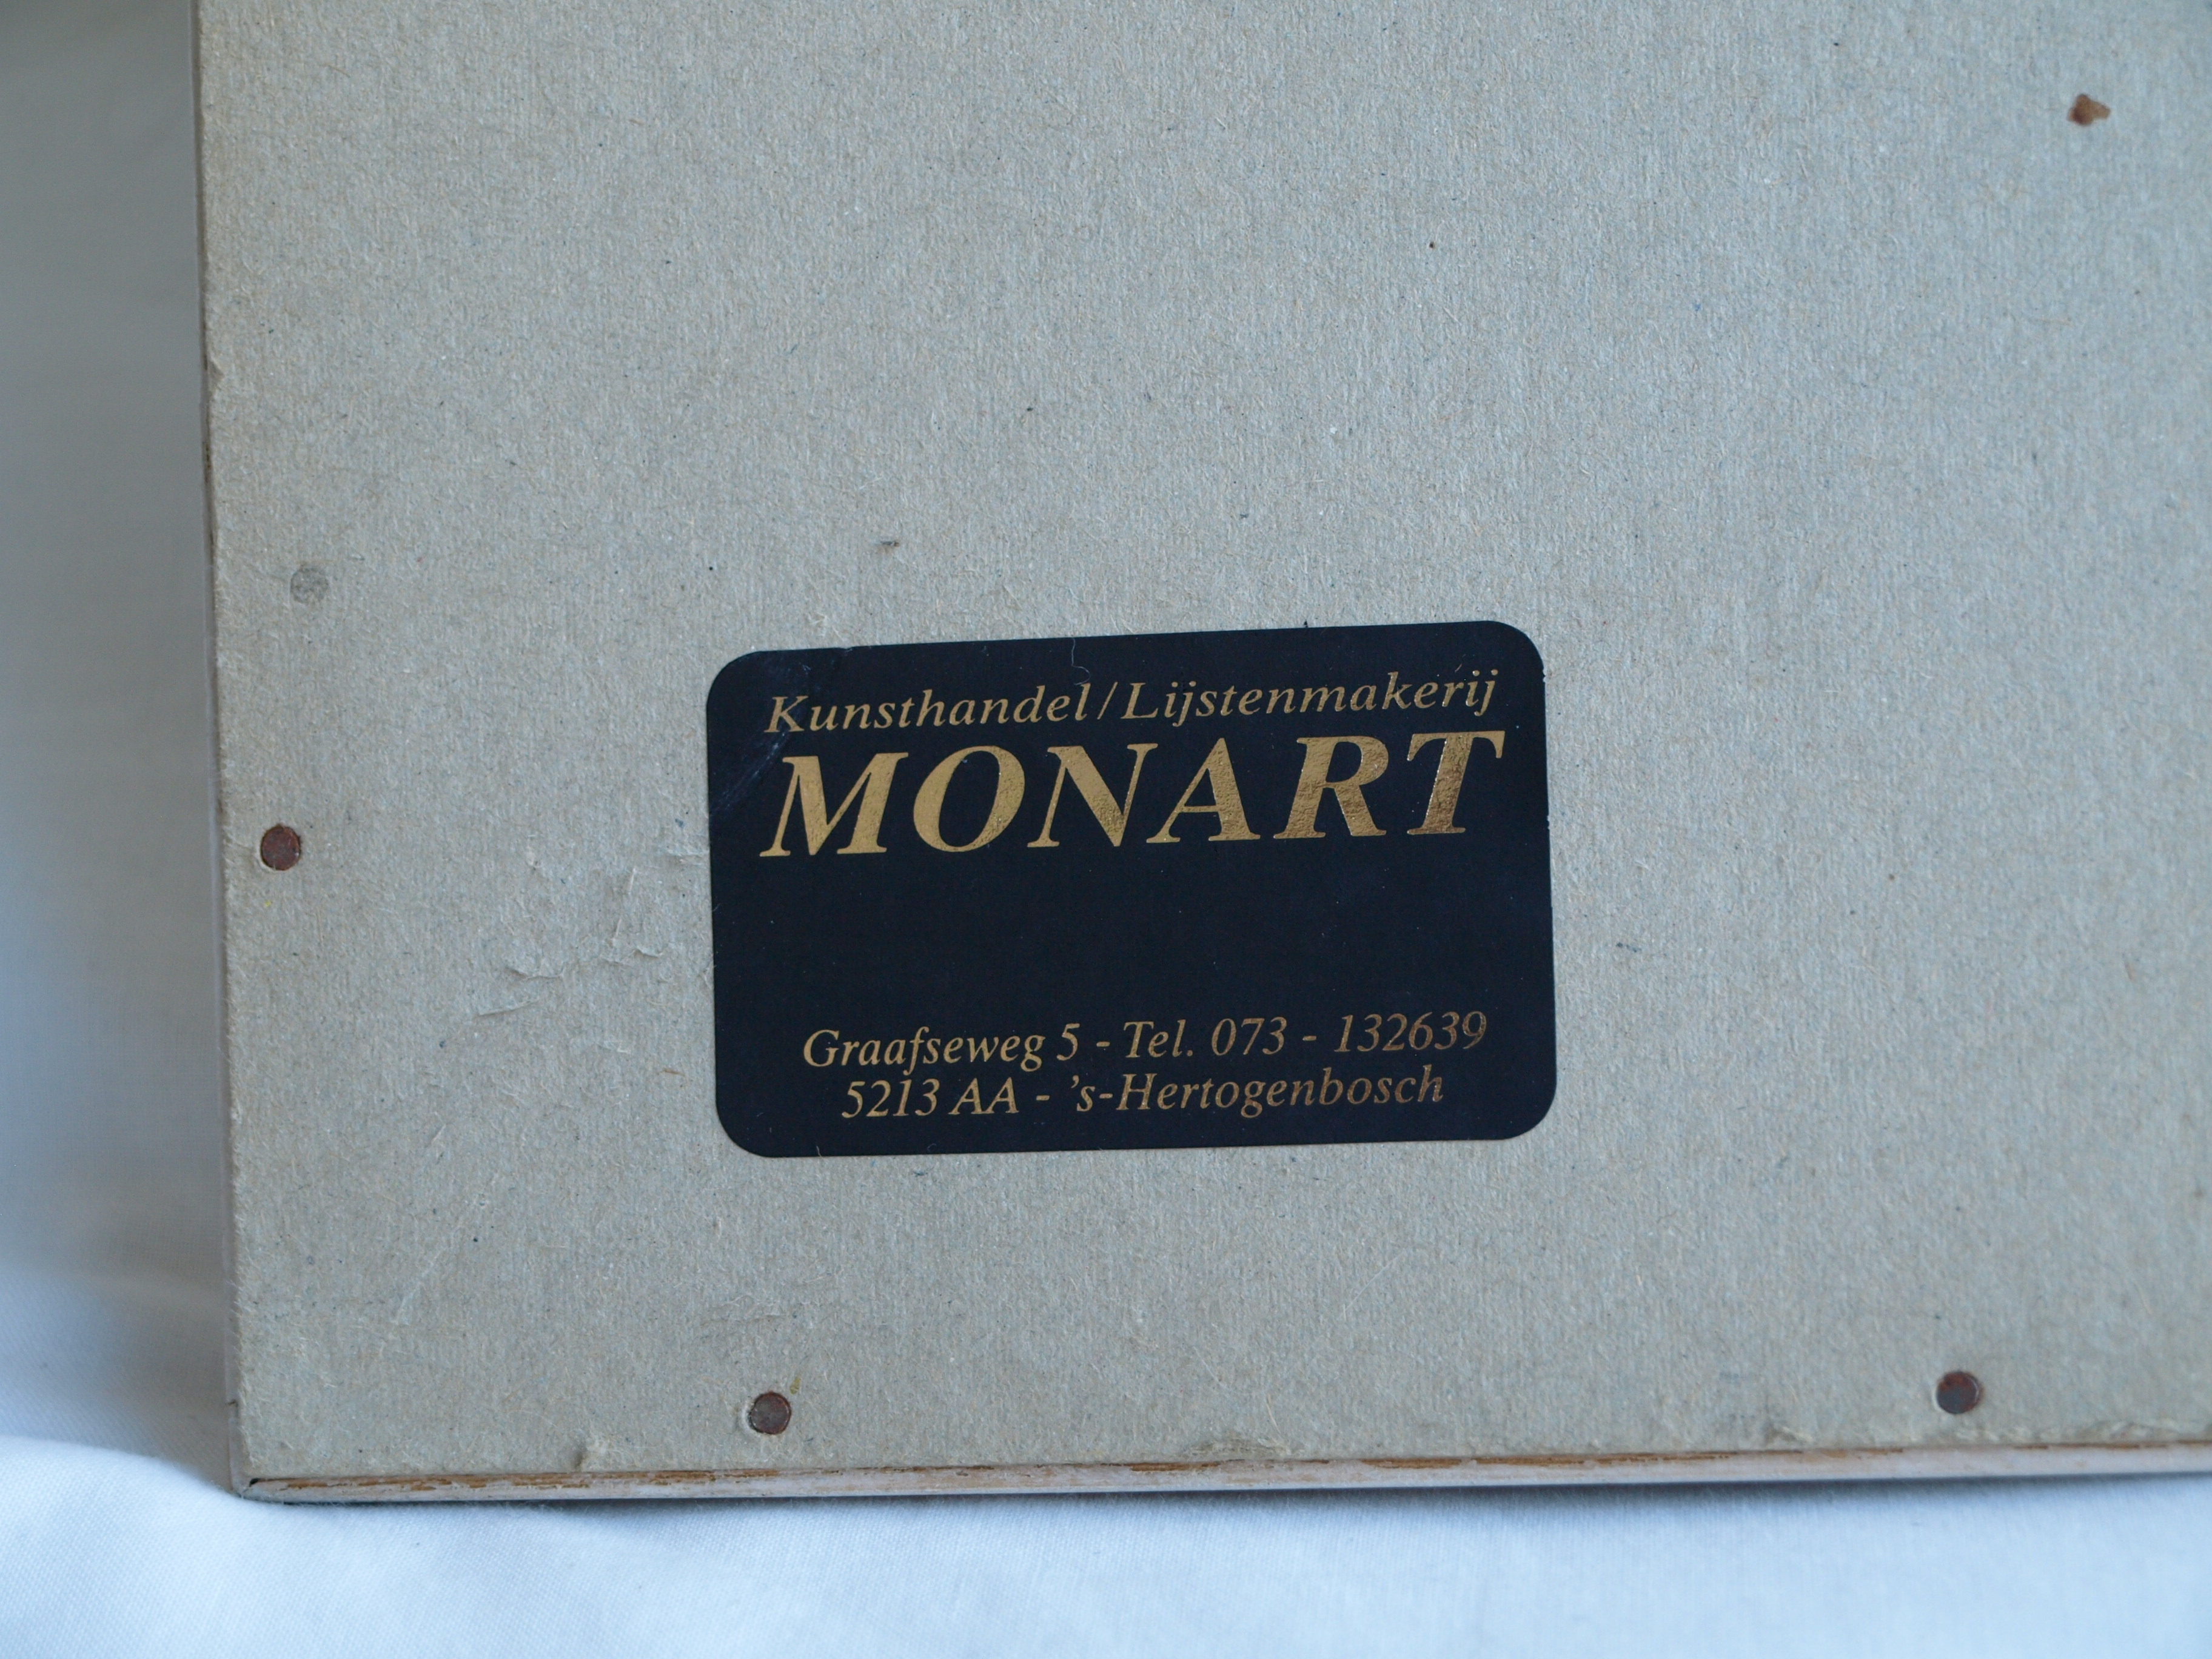 Kunsthandel/Lijstenmakerij
MONART
Graafseweg 5 - Tel. 073 - 132639
5213 AA - 's-Hertogenbosch